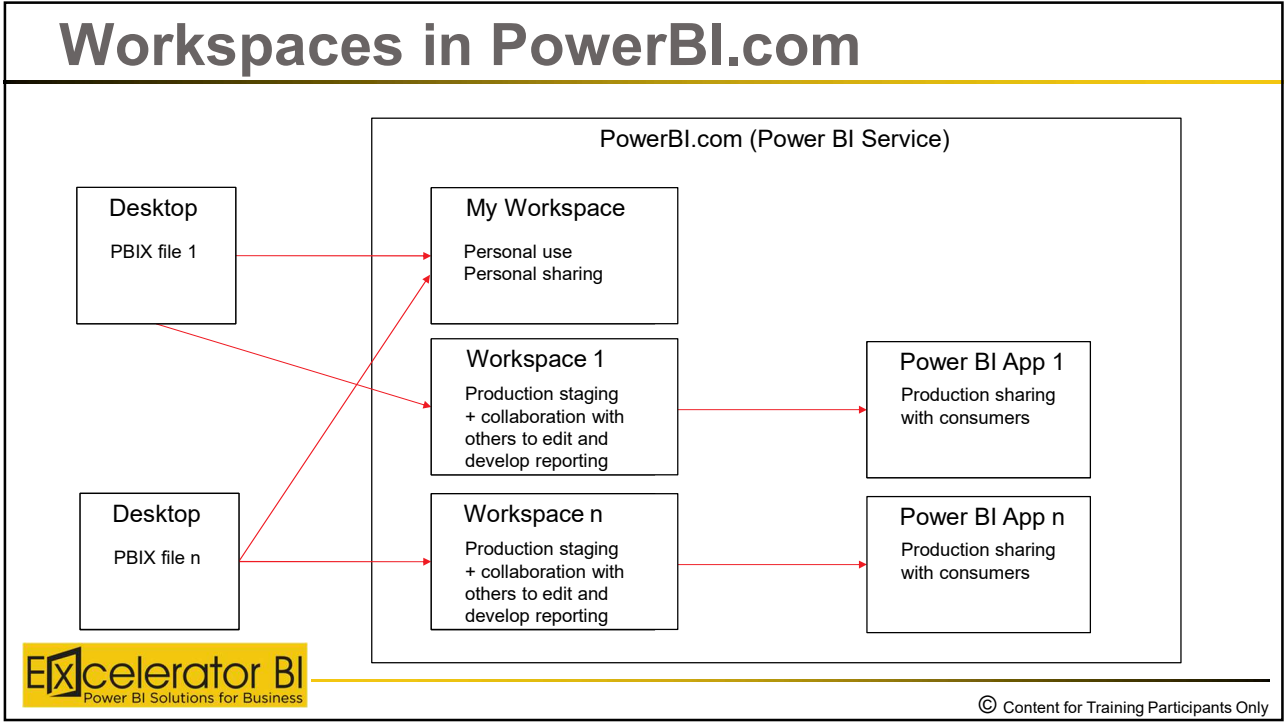 Workspaces in PowerBI.com
PowerBI.com (Power BI Service)
Desktop
PBIX file 1
My Workspace
Personal use
Personal sharing
Workspace 1
Production staging
+ collaboration with
others to edit and
develop reporting
Power BI App 1
Production sharing
with consumers
Desktop
PBIX file n
Workspace n
Production staging
+ collaboration with
others to edit and
develop reporting
Power BI App n
Production sharing
with consumers
EXcelerator BI
Power BI Solutions for Business
© Content for Training Participants Only